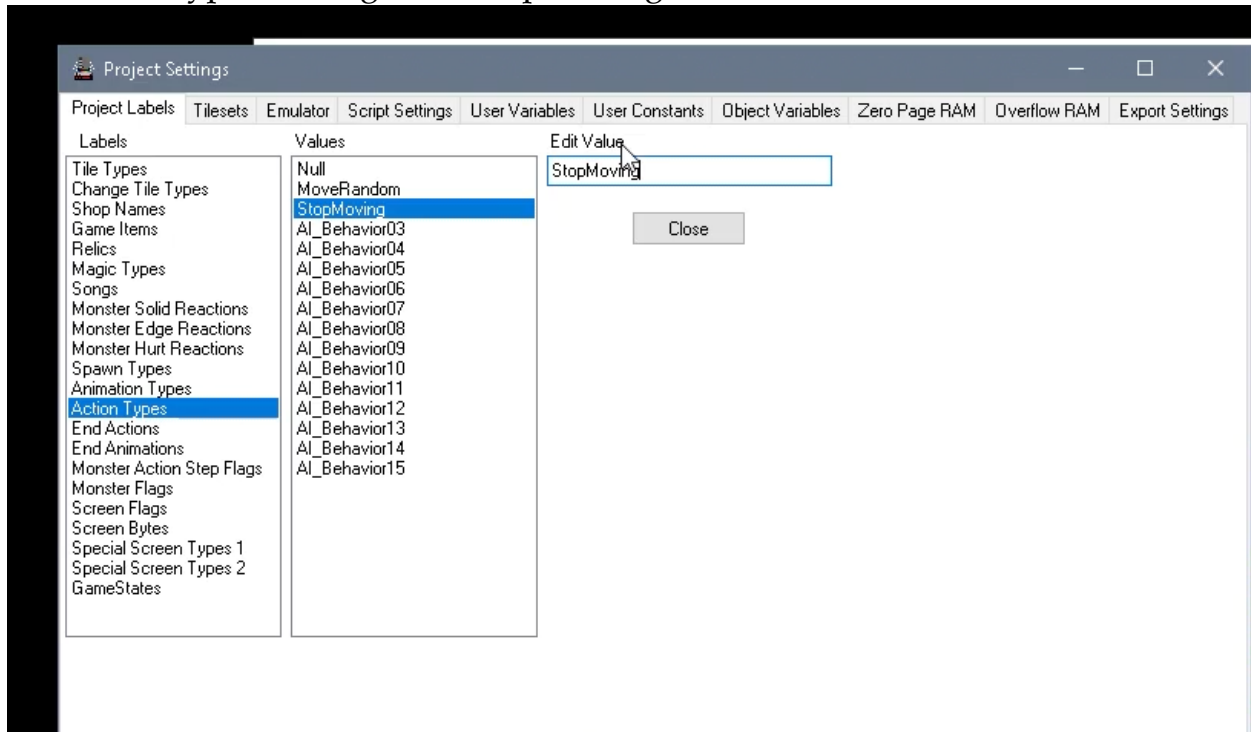 Project Settings
Project Labels Tilesets Emulator Script Settings User Variables User Constants Object Variables Zero Page RAM Overflow RAM Export Settings
Labels Values Edit Value
Tile Types
Change Tile Types
Shop Names
Game Items
Relics
Magic Types
Songs
Monster Solid Reactions
Monster Edge Reactions
Monster Hurt Reactions
Spawn Types
Animation Types
Action Types
End Actions
End Animations
Monster Action Step Flags
Monster Flags
Screen Flags
Screen Bytes
Special Screen Types 1
Special Screen Types 2
GameStates
Null
MoveRandom
StopMoving
AI_Behavior03
AI_Behavior04
AI_Behavior05
AI_Behavior06
AI_Behavior07
AI_Behavior08
AI_Behavior09
AI_Behavior10
AI_Behavior11
AI_Behavior12
AI_Behavior13
AI_Behavior14
AI_Behavior15
StopMoving
Close